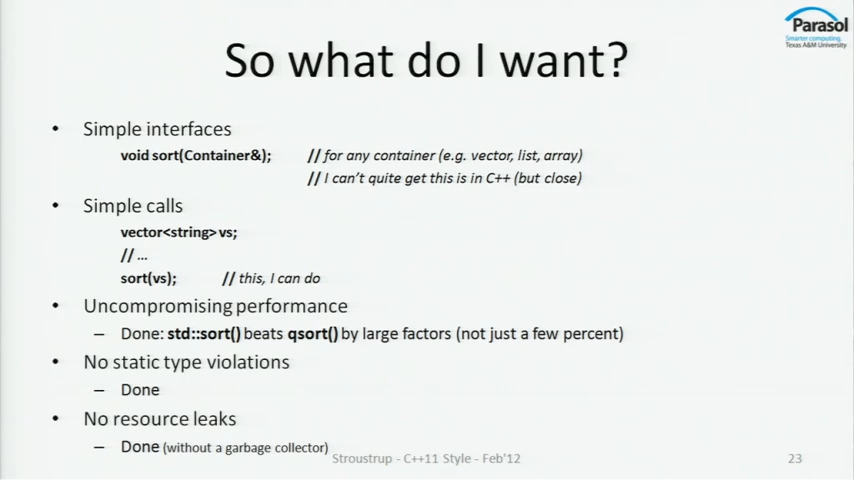 Parasol
Smarter computing.
Texas A&M University
So what do I want?
• Simple interfaces
void sort(Container&); // for any container (e.g. vector, list, array)
// I can't quite get this is in C++ (but close)
• Simple calls
vector<string> vs;
// ...
sort(vs); // this, I can do
• Uncompromising performance
– Done: std::sort() beats qsort() by large factors (not just a few percent)
• No static type violations
– Done
• No resource leaks
– Done (without a garbage collector)
Stroustrup - C++11 Style - Feb'12
23